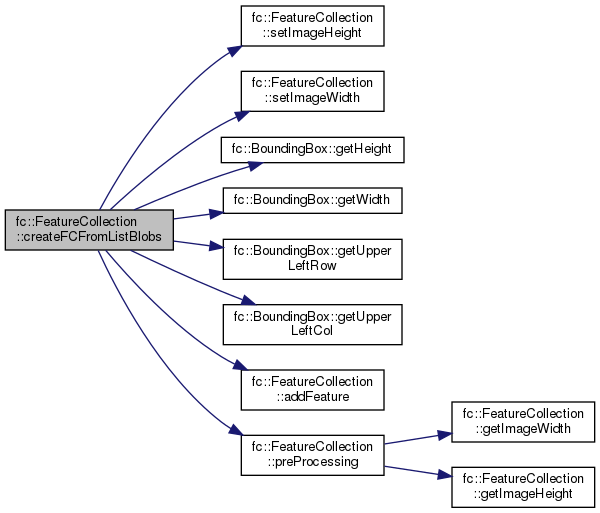 fc::FeatureCollection
::setImageHeight
fc::FeatureCollection
::setImageWidth
fc::BoundingBox::getHeight
fc::BoundingBox::getWidth
fc::FeatureCollection
::createFCFromListBlobs
fc::BoundingBox::getUpper
LeftRow
fc::BoundingBox::getUpper
LeftCol
fc::FeatureCollection
::addFeature
fc::FeatureCollection
::preProcessing
fc::FeatureCollection
::getImageWidth
fc::FeatureCollection
::getImageHeight